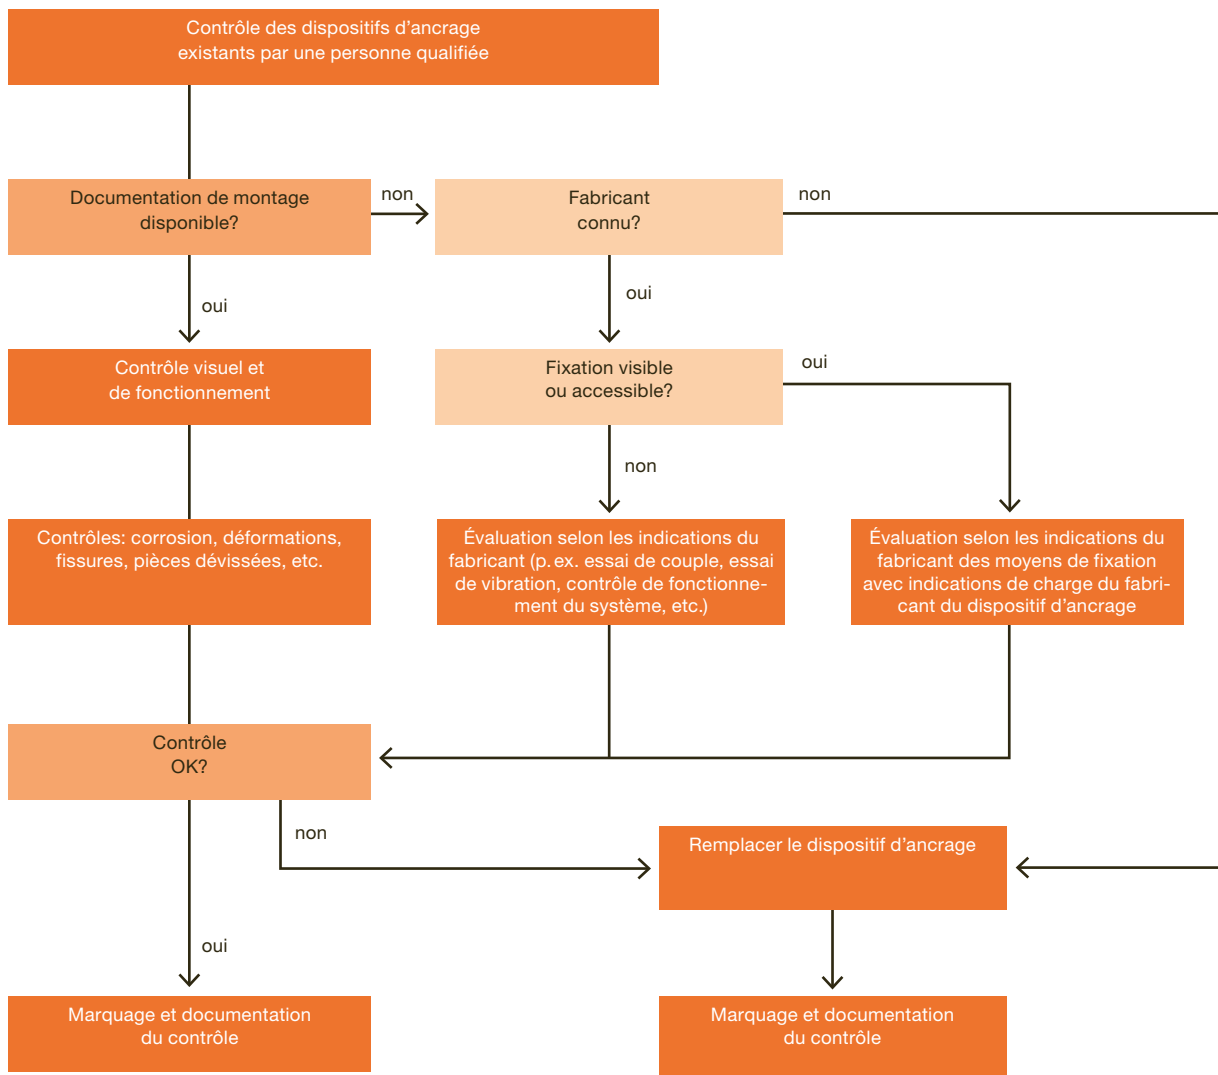 Contrôle des dispositifs d'ancrage
existants par une personne qualifiée
Documentation de montage
disponible?
non
Fabricant
connu?
non
oui
oui
Contrôle visuel et
de fonctionnement
Fixation visible
ou accessible?
oui
non
Contrôles: corrosion, déformations,
fissures, pièces dévissées, etc.
Évaluation selon les indications du
fabricant (p. ex. essai de couple, essai
de vibration, contrôle de fonctionne-
ment du système, etc.)
Évaluation selon les indications du
fabricant des moyens de fixation
avec indications de charge du fabri-
cant du dispositif d'ancrage
Contrôle
OK?
non
Remplacer le dispositif d'ancrage
oui
Marquage et documentation
du contrôle
Marquage et documentation
du contrôle